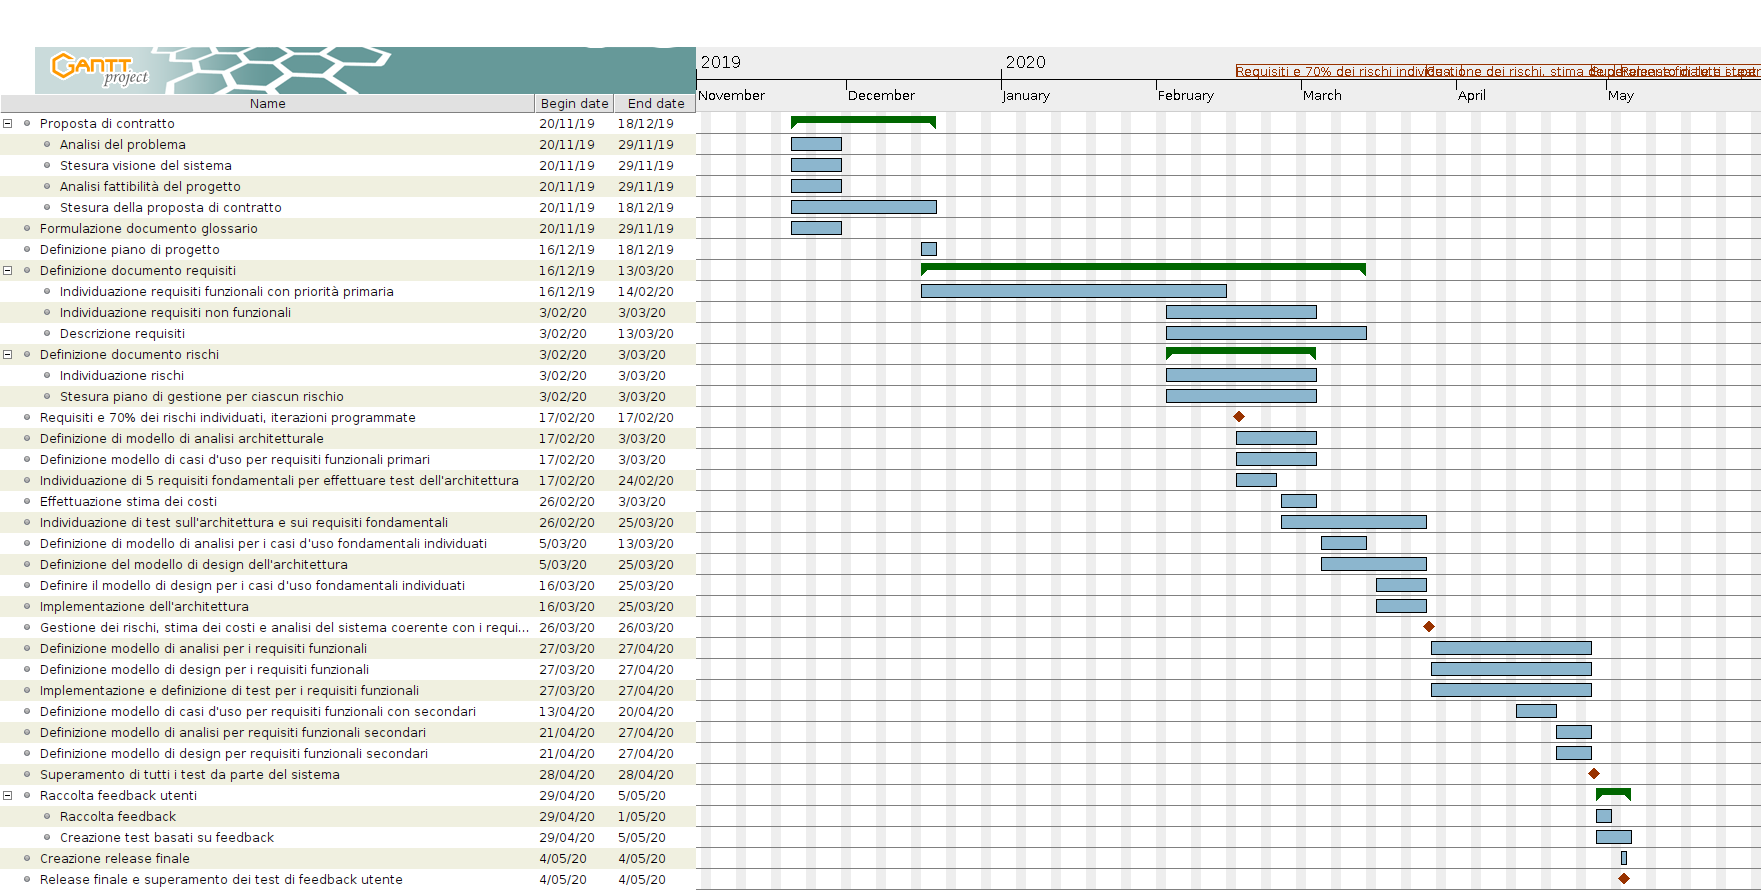 GANTT
project
2019
2020
Requisiti e 70% dei rischi individ
November
December
January
February
March
April
May
Name
Begin date
End date
Proposta di contratto 20/11/19 18/12/19
Analisi del problema 20/11/19 29/11/19
Stesura visione del sistema 20/11/19 29/11/19
Analisi fattibilità del progetto 20/11/19 29/11/19
Stesura della proposta di contratto 20/11/19 18/12/19
Formulazione documento glossario 20/11/19 29/11/19
Definizione piano di progetto 16/12/19 18/12/19
Definizione documento requisiti 16/12/19 13/03/20
Individuazione requisiti funzionali con priorità primaria 16/12/19 14/02/20
Individuazione requisiti non funzionali 3/02/20 3/03/20
Descrizione requisiti 3/02/20 13/03/20
Definizione documento rischi 3/02/20 3/03/20
Individuazione rischi 3/02/20 3/03/20
Stesura piano di gestione per ciascun rischio 3/02/20 3/03/20
Requisiti e 70% dei rischi individuati, iterazioni programmate 17/02/20 17/02/20
Definizione di modello di analisi architetturale 17/02/20 3/03/20
Definizione modello di casi d'uso per requisiti funzionali primari 17/02/20 3/03/20
Individuazione di 5 requisiti fondamentali per effettuare test dell'architettura 17/02/20 24/02/20
Effettuazione stima dei costi 26/02/20 3/03/20
Individuazione di test sull'architettura e sui requisiti fondamentali 26/02/20 25/03/20
Definizione di modello di analisi per i casi d'uso fondamentali individuati 5/03/20 13/03/20
Definizione del modello di design dell'architettura 5/03/20 25/03/20
Definire il modello di design per i casi d'uso fondamentali individuati 16/03/20 25/03/20
Implementazione dell'architettura 16/03/20 25/03/20
Gestione dei rischi, stima dei costi e analisi del sistema coerente con i requi... 26/03/20 26/03/20
Definizione modello di analisi per i requisiti funzionali 27/03/20 27/04/20
Definizione modello di design per i requisiti funzionali 27/03/20 27/04/20
Implementazione e definizione di test per i requisiti funzionali 27/03/20 27/04/20
Definizione modello di casi d'uso per requisiti funzionali con secondari 13/04/20 20/04/20
Definizione modello di analisi per requisiti funzionali secondari 21/04/20 27/04/20
Definizione modello di design per requisiti funzionali secondari 21/04/20 27/04/20
Superamento di tutti i test da parte del sistema 28/04/20 28/04/20
Raccolta feedback utenti 29/04/20 5/05/20
Raccolta feedback 29/04/20 1/05/20
Creazione test basati su feedback 29/04/20 5/05/20
Creazione release finale 4/05/20 4/05/20
Release finale e superamento dei test di feedback utente 4/05/20 4/05/20